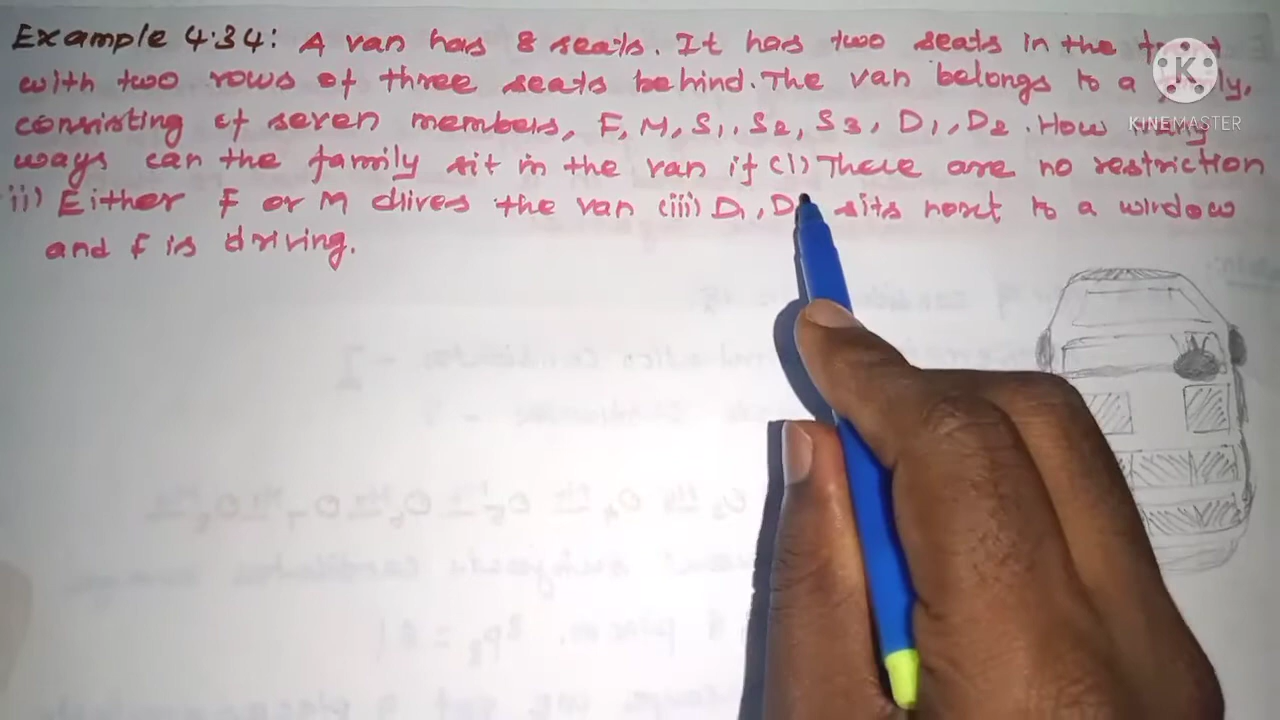 Example 4.34: A van has 8 seats. It has two seats in the front
with two rows of three seats behind. The van belongs to a family,
consisting of seven members, F, M, S1, S2, S3, D1, D2. How many
ways can the family sit in the van if (i) There are no restriction
ii) Either F or M drives the van (iii) D1, D2 sits next to a window
and F is driving.
K
KINEMASTER